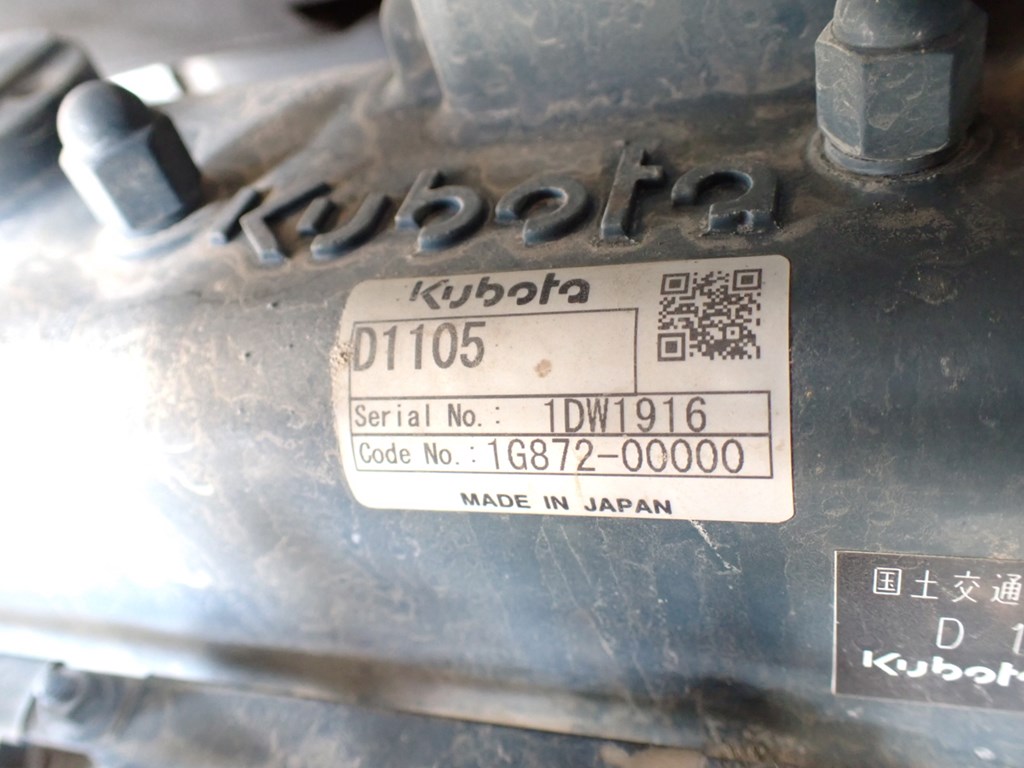 Kubota
Kubota
D1105
Serial No.: 1DW1916
Code No.: 1G872-00000
MADE IN JAPAN
国土交通
D 1
Kubota